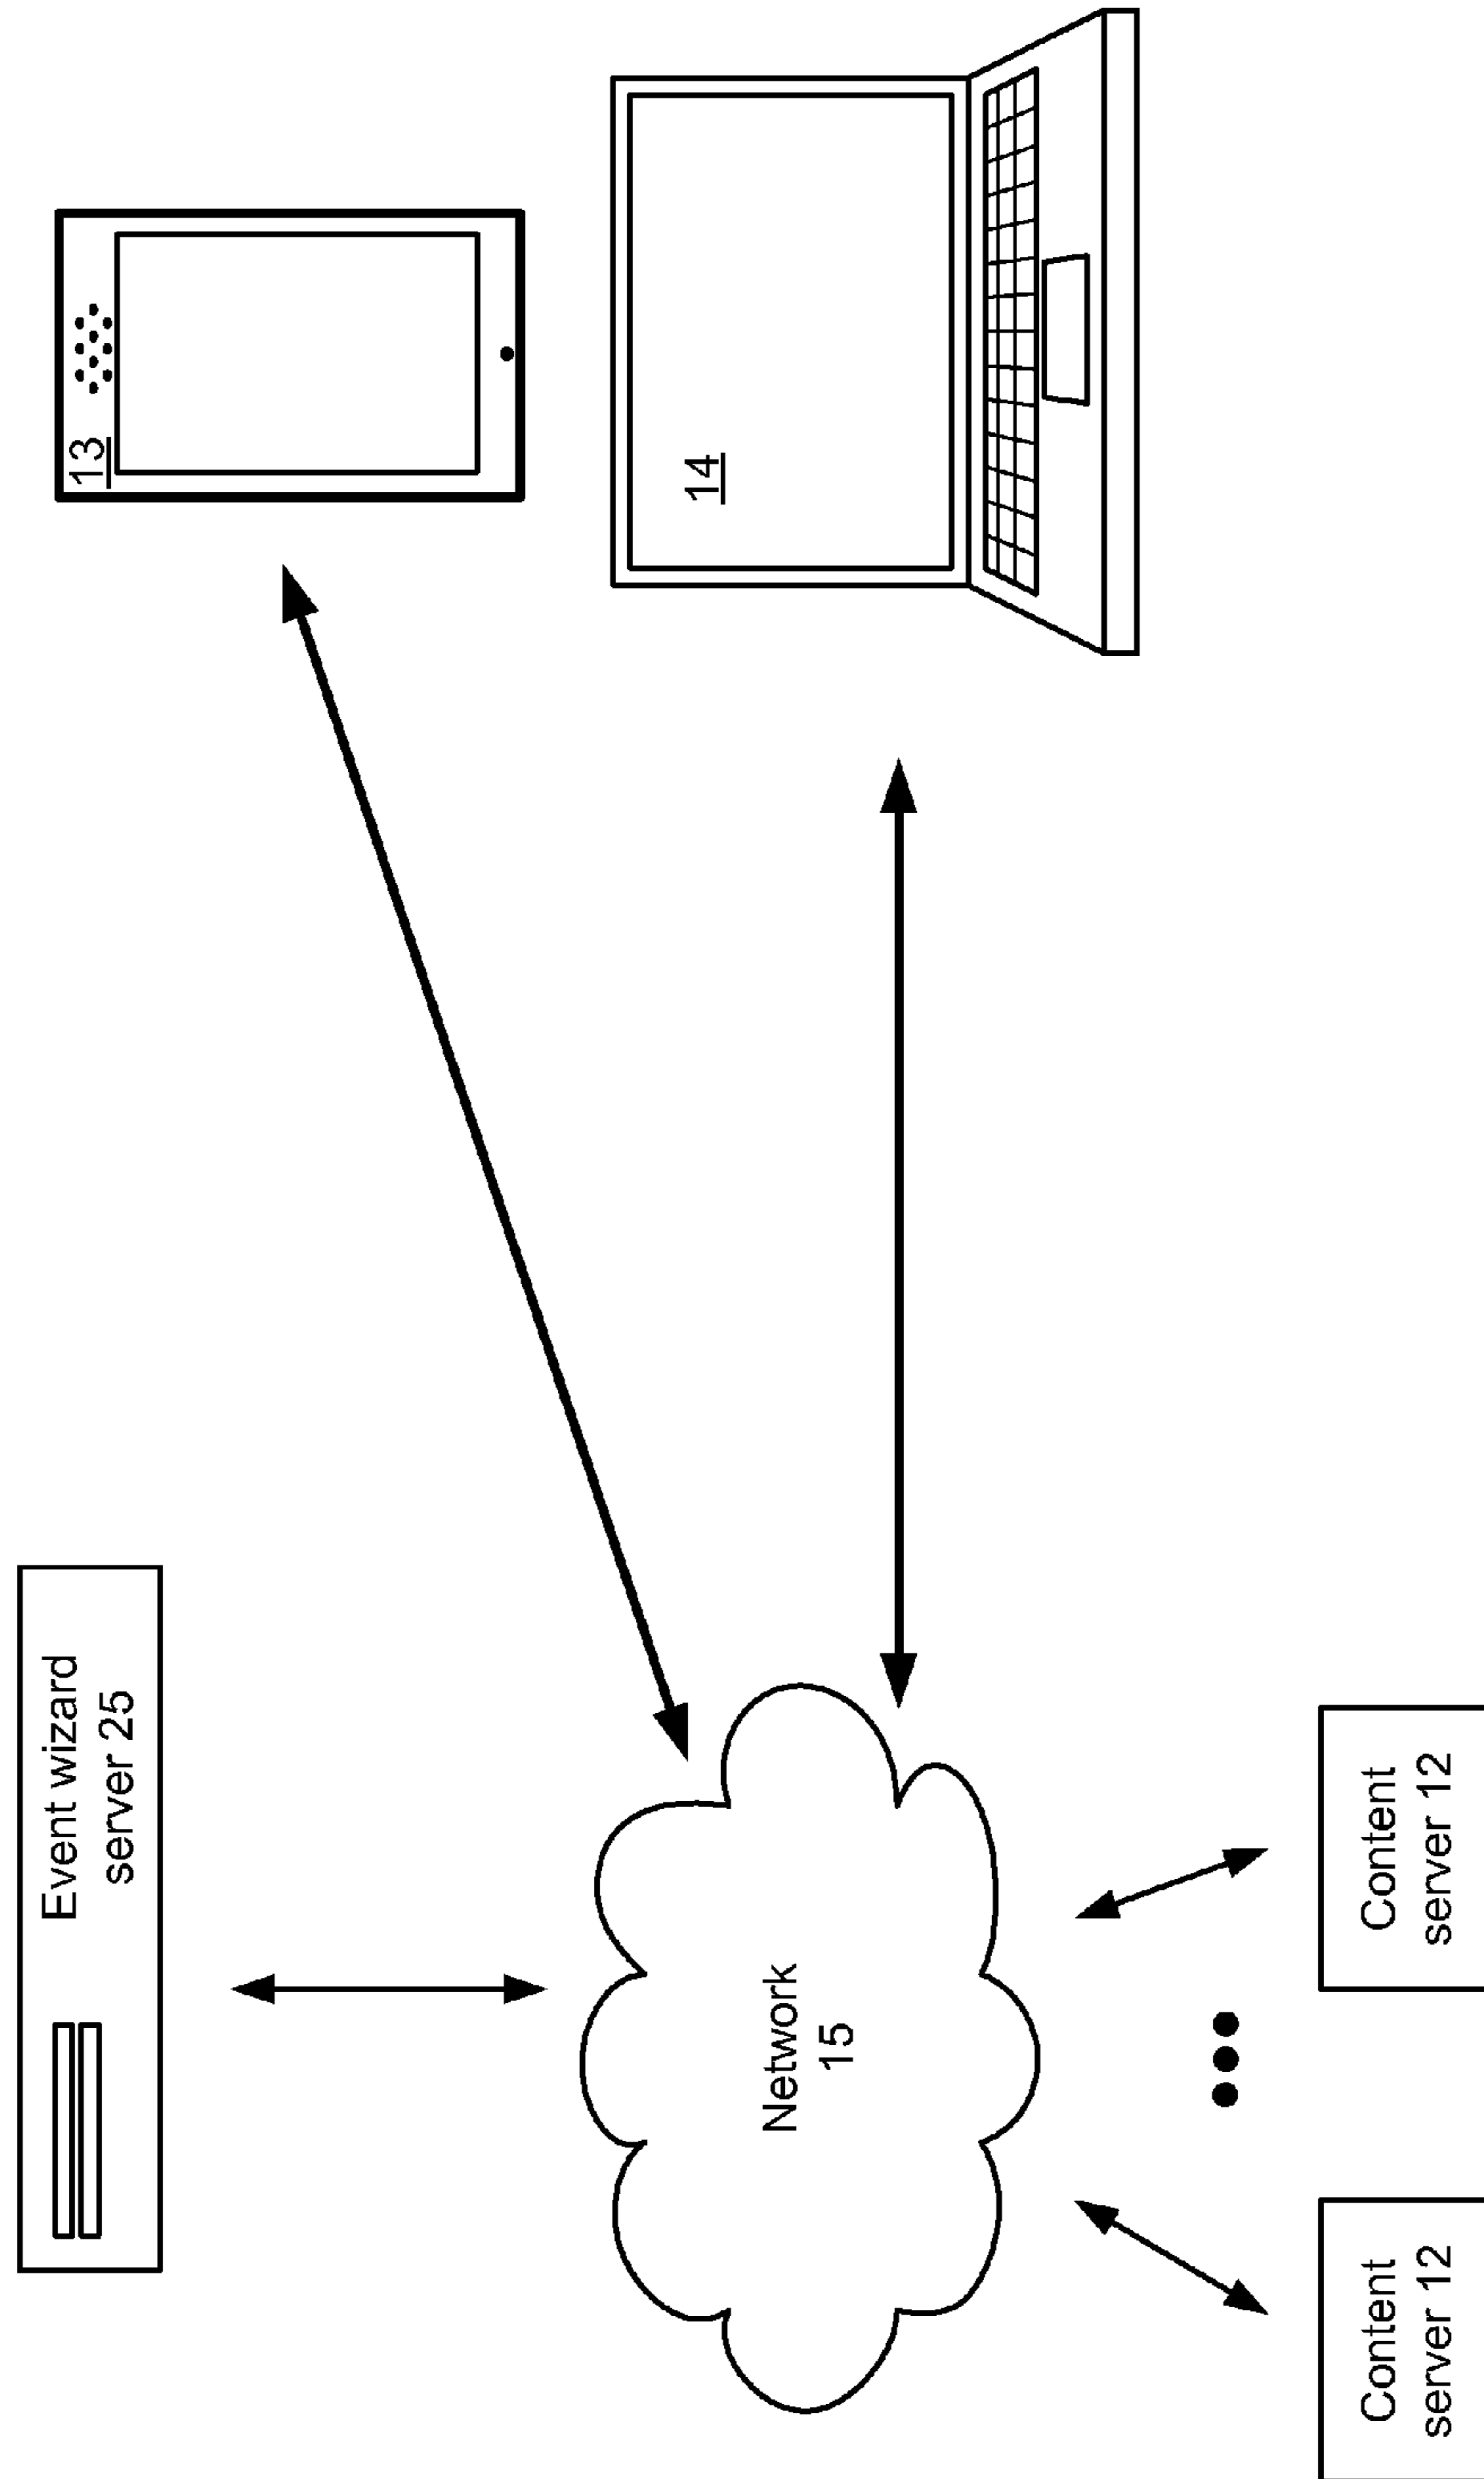 Event wizard
server 25
13
14
Network
15
Content
server 12
Content
server 12